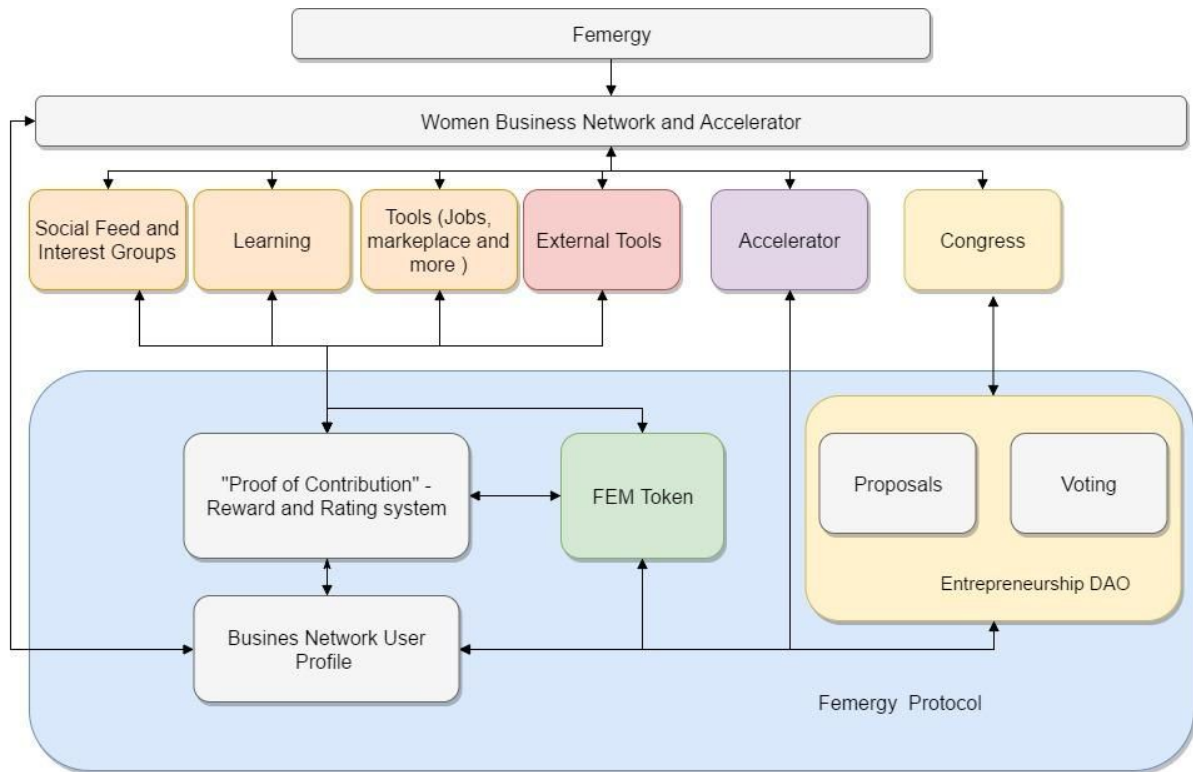 Femergy
Women Business Network and Accelerator
Social Feed and
Interest Groups
Learning
Tools (Jobs,
markeplace and
more )
External Tools
Accelerator
Congress
"Proof of Contribution" -
Reward and Rating system
FEM Token
Proposals
Voting
Entrepreneurship DAO
Busines Network User
Profile
Femergy Protocol